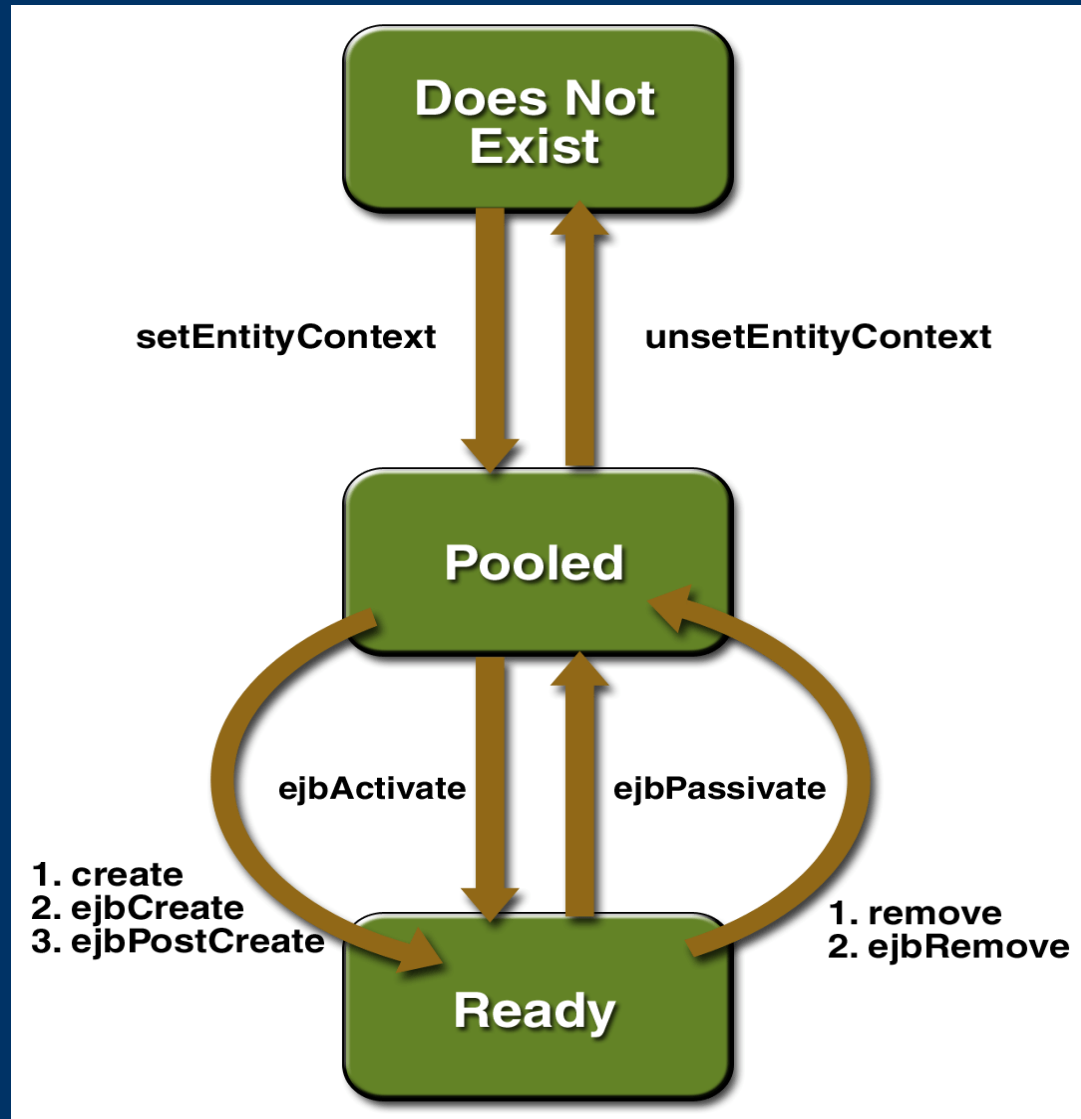 Does Not
Exist
setEntityContext
unsetEntityContext
Pooled
ejbActivate
ejbPassivate
1. create
2. ejbCreate
3. ejbPostCreate
1. remove
2. ejbRemove
Ready